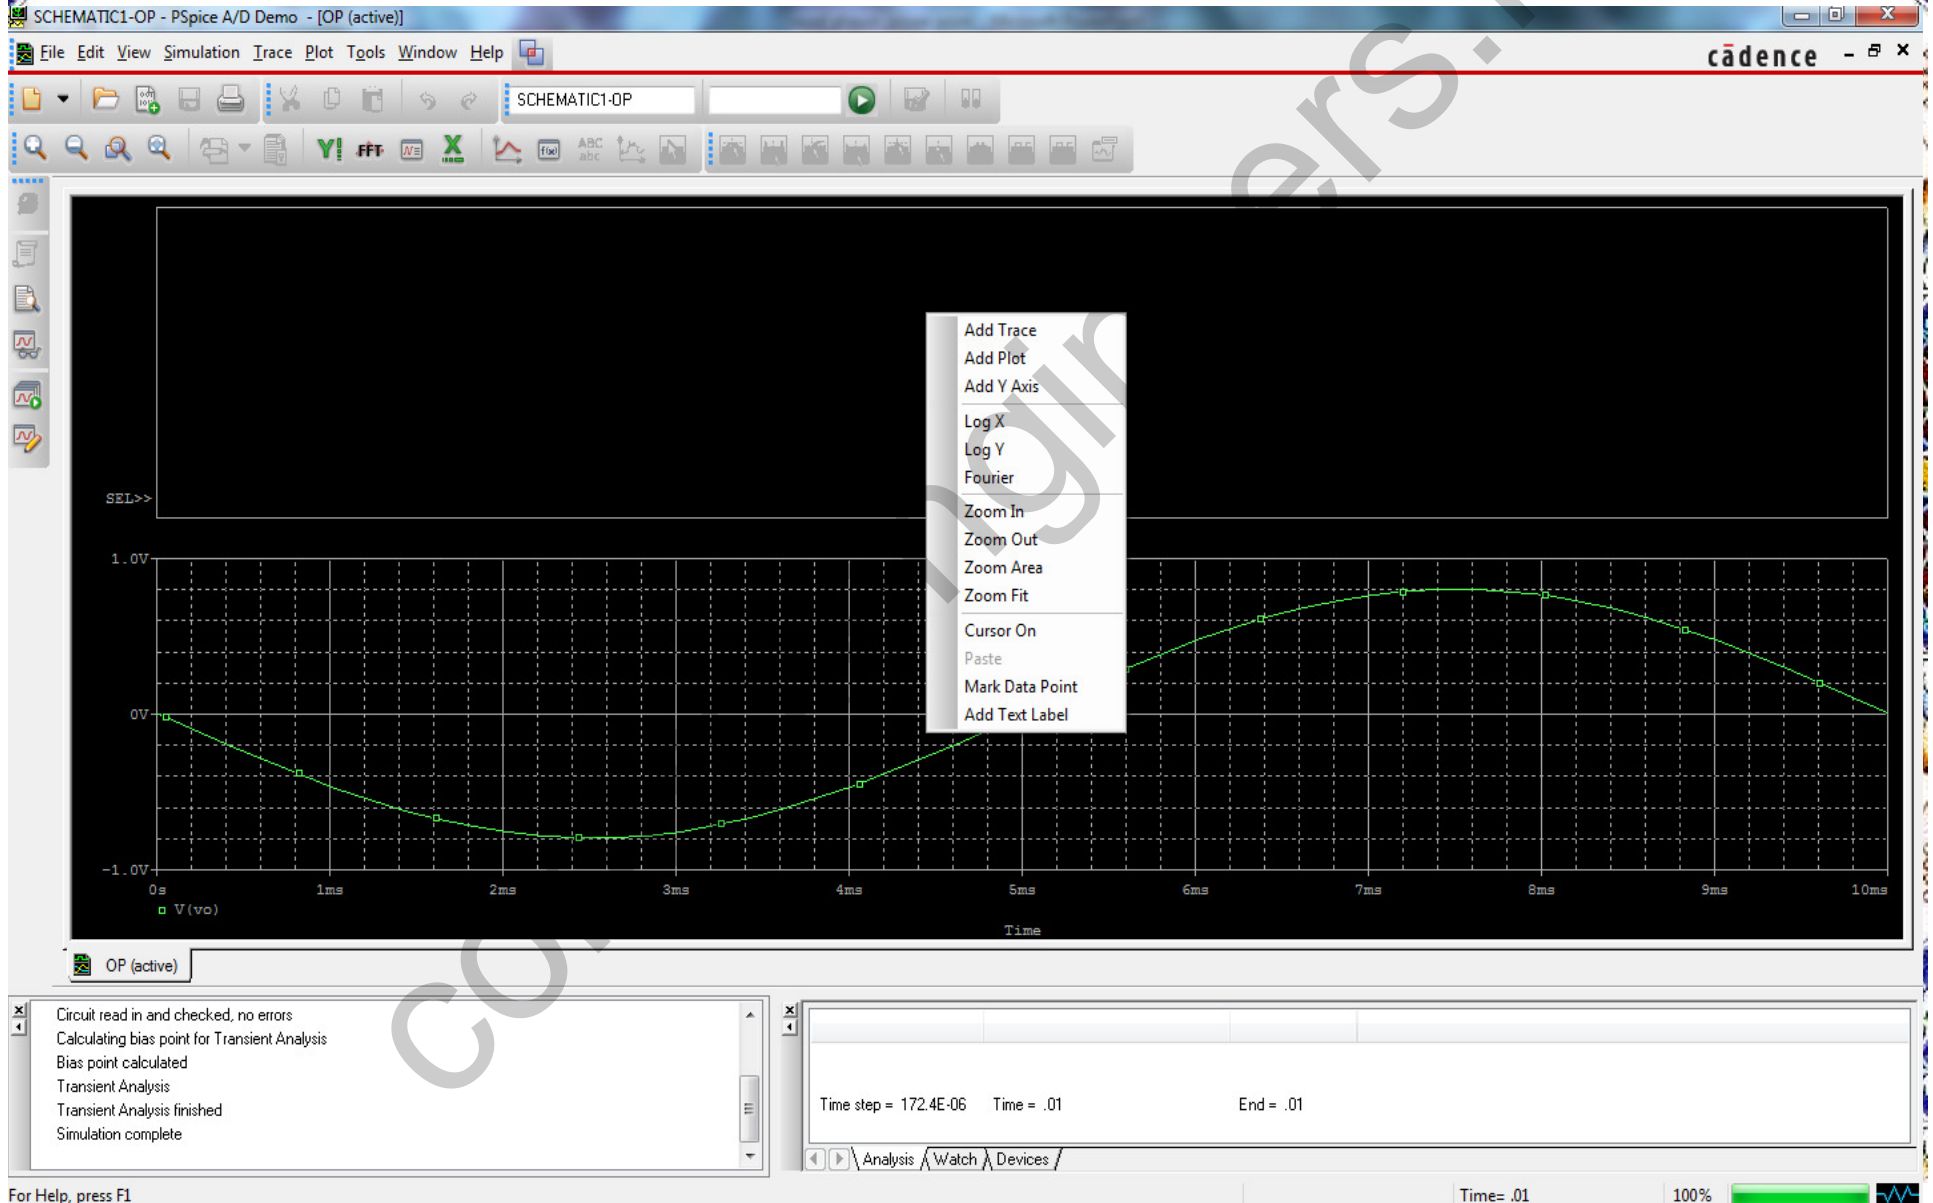 SCHEMATIC1-OP - PSpice A/D Demo - [OP (active)]
File Edit View Simulation Trace Plot Tools Window Help
cādence
SCHEMATIC1-OP
FFT
ABC
abc
Add Trace
Add Plot
Add Y Axis
Log X
Log Y
Fourier
Zoom In
Zoom Out
Zoom Area
Zoom Fit
Cursor On
Paste
Mark Data Point
Add Text Label
SEL>>
1.0V
0V
-1.0V
0s 1ms 2ms 3ms 4ms 5ms 6ms 7ms 8ms 9ms 10ms
V(vo)
Time
OP (active)
Circuit read in and checked, no errors
Calculating bias point for Transient Analysis
Bias point calculated
Transient Analysis
Transient Analysis finished
Simulation complete
Time step = 172.4E-06 Time = .01 End = .01
Analysis Watch Devices
For Help, press F1 Time= .01 100%